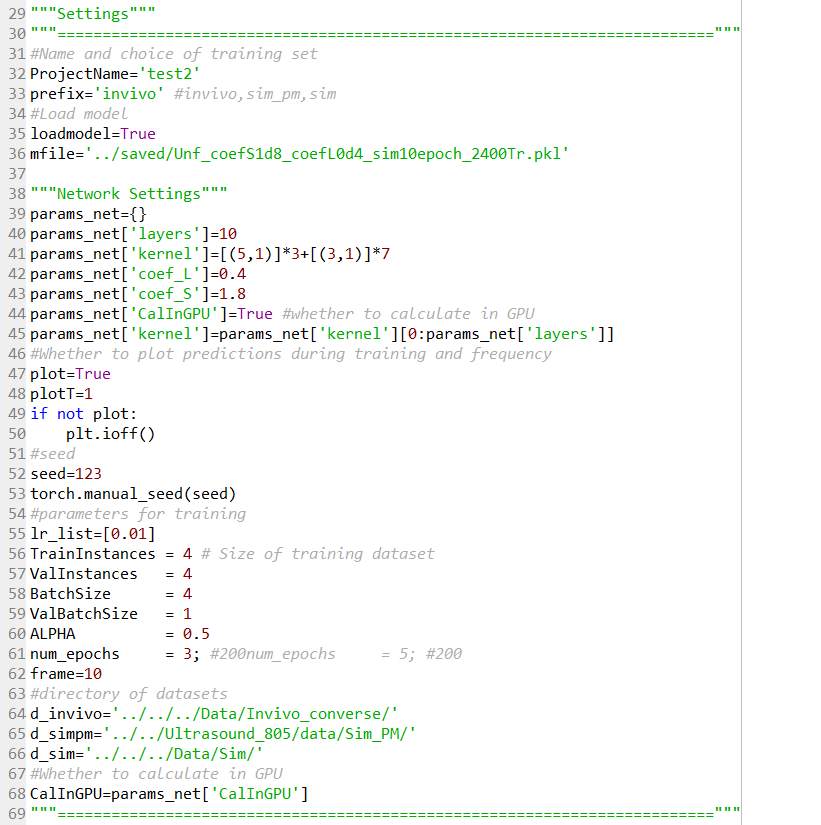 29 """Settings"""
30 """========================================================================="""
31 #Name and choice of training set
32 ProjectName='test2'
33 prefix='invivo' #invivo,sim_pm,sim
34 #Load model
35 loadmodel=True
36 mfile='../saved/Unf_coefS1d8_coefL0d4_sim10epoch_2400Tr.pkl'
37
38 """Network Settings"""
39 params_net={}
40 params_net['layers']=10
41 params_net['kernel']=[(5,1)]*3+[(3,1)]*7
42 params_net['coef_L']=0.4
43 params_net['coef_S']=1.8
44 params_net['CalInGPU']=True #whether to calculate in GPU
45 params_net['kernel']=params_net['kernel'][0:params_net['layers']]
46 #Whether to plot predictions during training and frequency
47 plot=True
48 plotT=1
49 if not plot:
50     plt.ioff()
51 #seed
52 seed=123
53 torch.manual_seed(seed)
54 #parameters for training
55 lr_list=[0.01]
56 TrainInstances = 4 # Size of training dataset
57 ValInstances   = 4
58 BatchSize      = 4
59 ValBatchSize   = 1
60 ALPHA          = 0.5
61 num_epochs     = 3; #200num_epochs     = 5; #200
62 frame=10
63 #directory of datasets
64 d_invivo='../../../Data/Invivo_converse/'
65 d_simpm='../../Ultrasound_805/data/Sim_PM/'
66 d_sim='../../../Data/Sim/'
67 #Whether to calculate in GPU
68 CalInGPU=params_net['CalInGPU']
69 """========================================================================="""